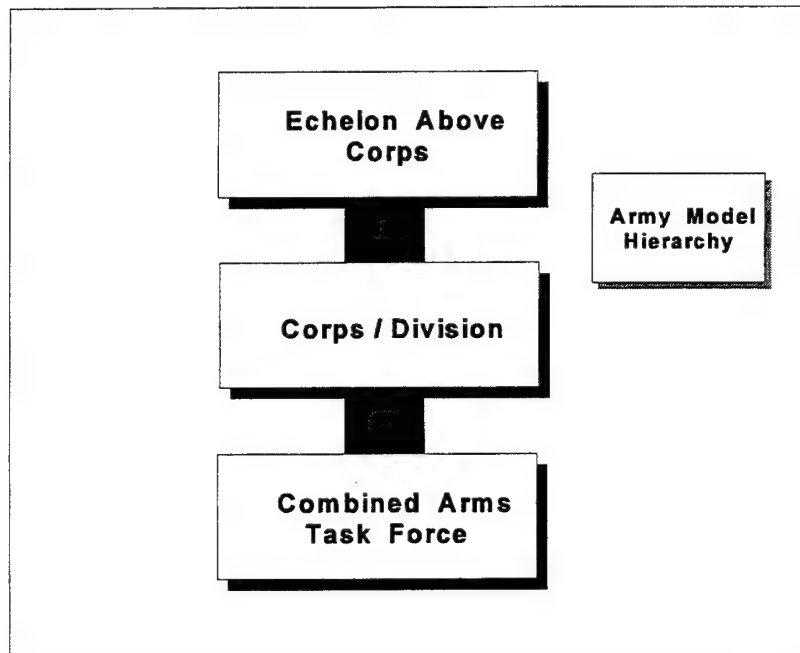 Echelon Above
Corps
Army Model
Hierarchy
Corps / Division
Combined Arms
Task Force